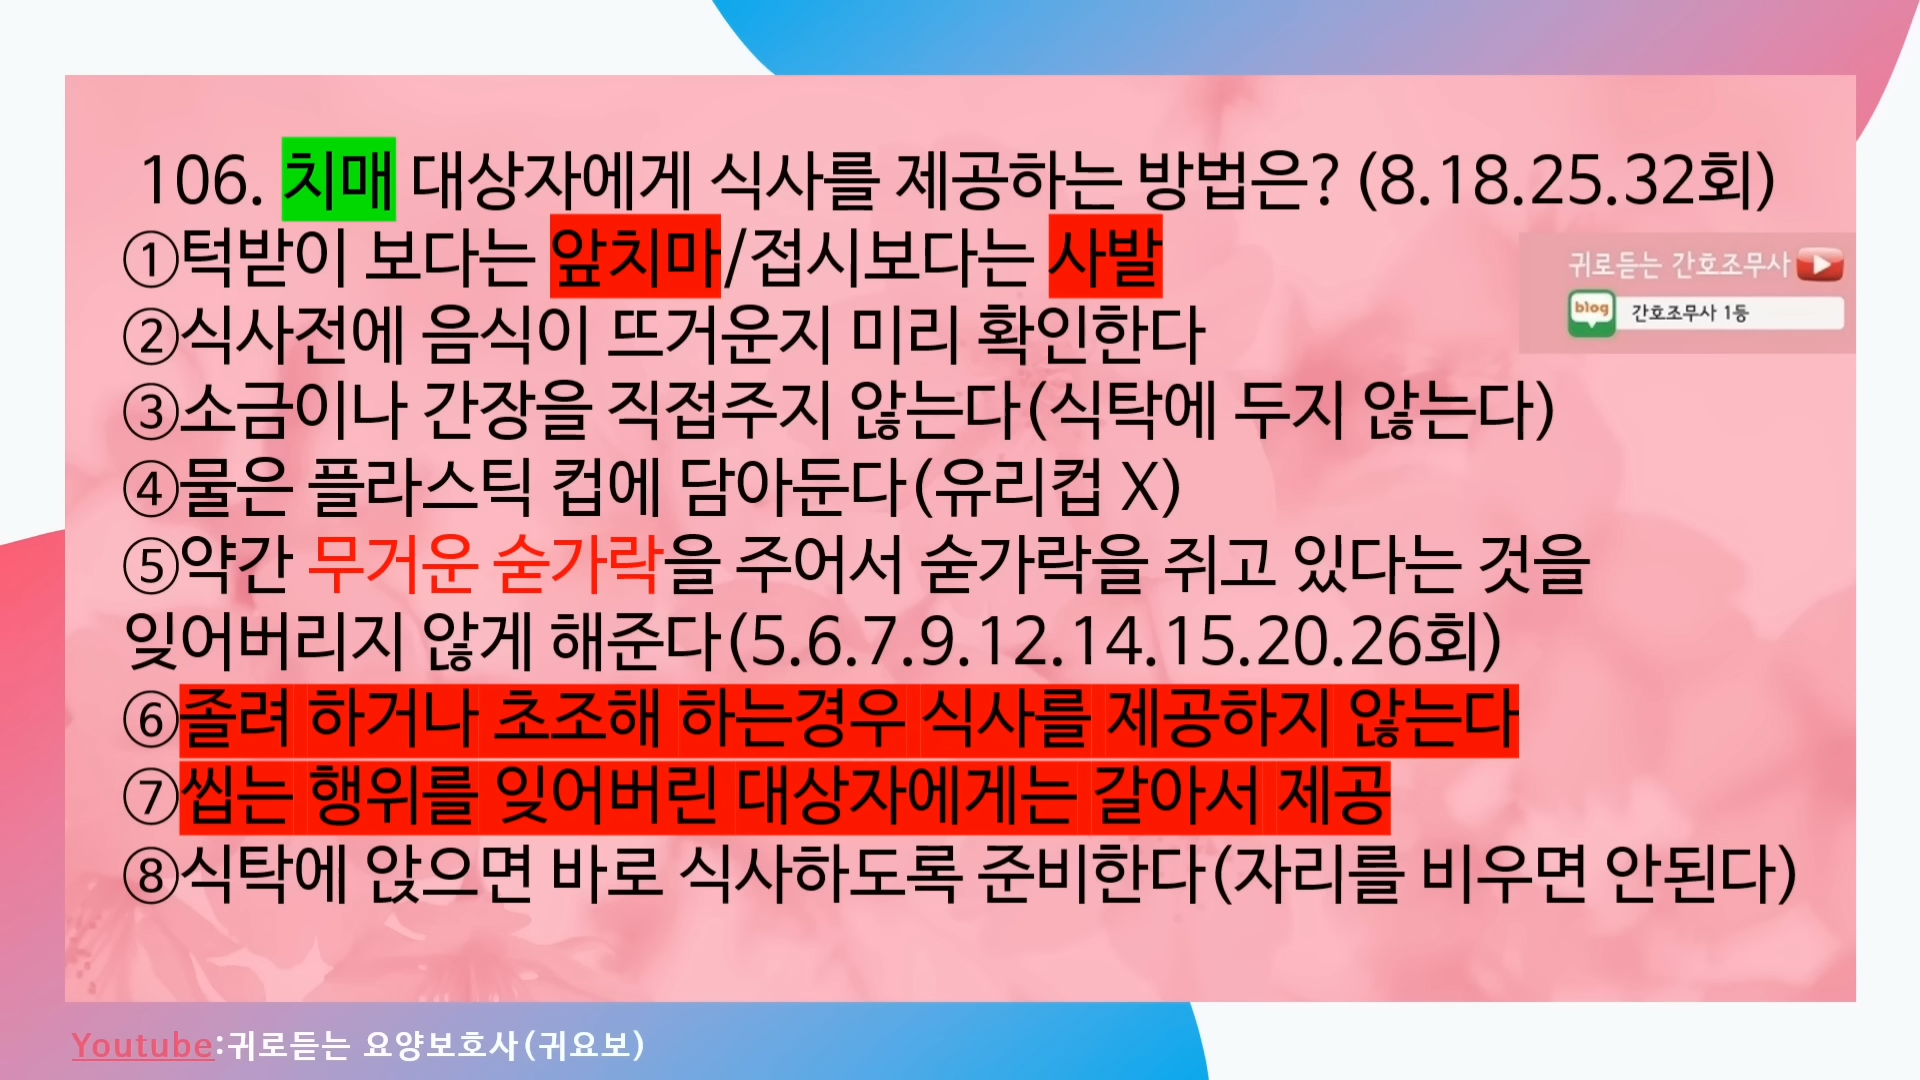 106. 치매 대상자에게 식사를 제공하는 방법은? (8.18.25.32회)
①턱받이 보다는 앞치마/접시보다는 사발
귀로듣는 간호조무사
blog 간호조무사 1등
②식사전에 음식이 뜨거운지 미리 확인한다
③소금이나 간장을 직접주지 않는다(식탁에 두지 않는다)
④물은 플라스틱 컵에 담아둔다(유리컵 X)
⑤약간 무거운 숟가락을 주어서 숟가락을 쥐고 있다는 것을
잊어버리지 않게 해준다(5.6.7.9.12.14.15.20.26회)
⑥졸려 하거나 초조해 하는경우 식사를 제공하지 않는다
⑦씹는 행위를 잊어버린 대상자에게는 갈아서 제공
⑧식탁에 앉으면 바로 식사하도록 준비한다(자리를 비우면 안된다)
Youtube:귀로듣는 요양보호사(귀요보)